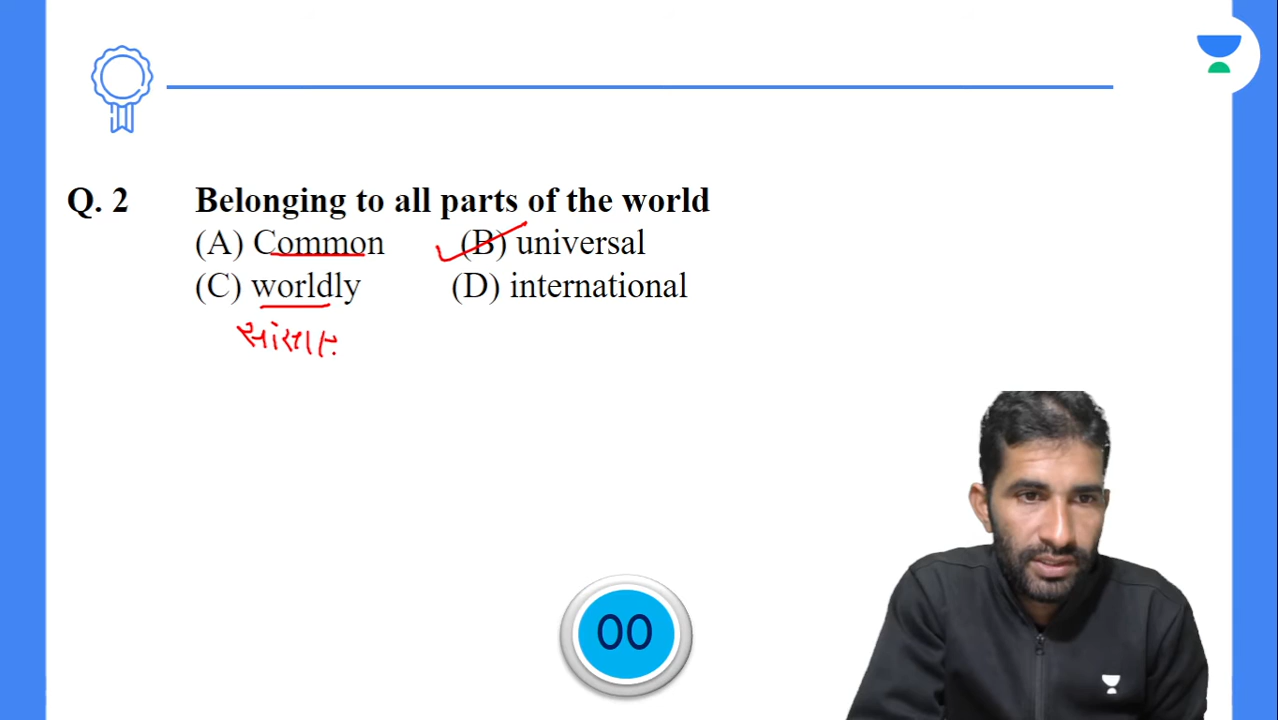 Q. 2 Belonging to all parts of the world
(A) Common (B) universal
(C) worldly (D) international
00